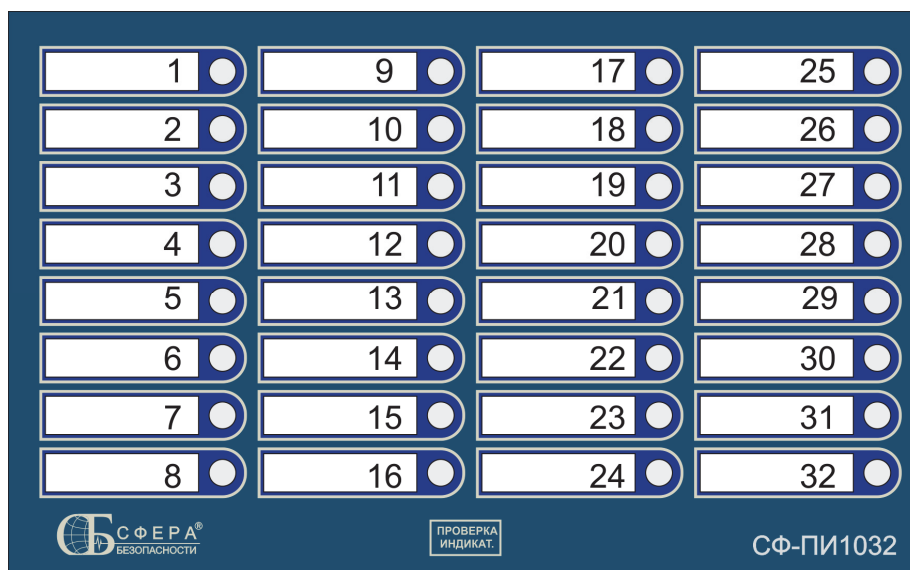 1 9 17 25
2 10 18 26
3 11 19 27
4 12 20 28
5 13 21 29
6 14 22 30
7 15 23 31
8 16 24 32
СБ СФЕРА®
БЕЗОПАСНОСТИ
ПРОВЕРКА
ИНДИКАТ.
СФ-ПИ1032